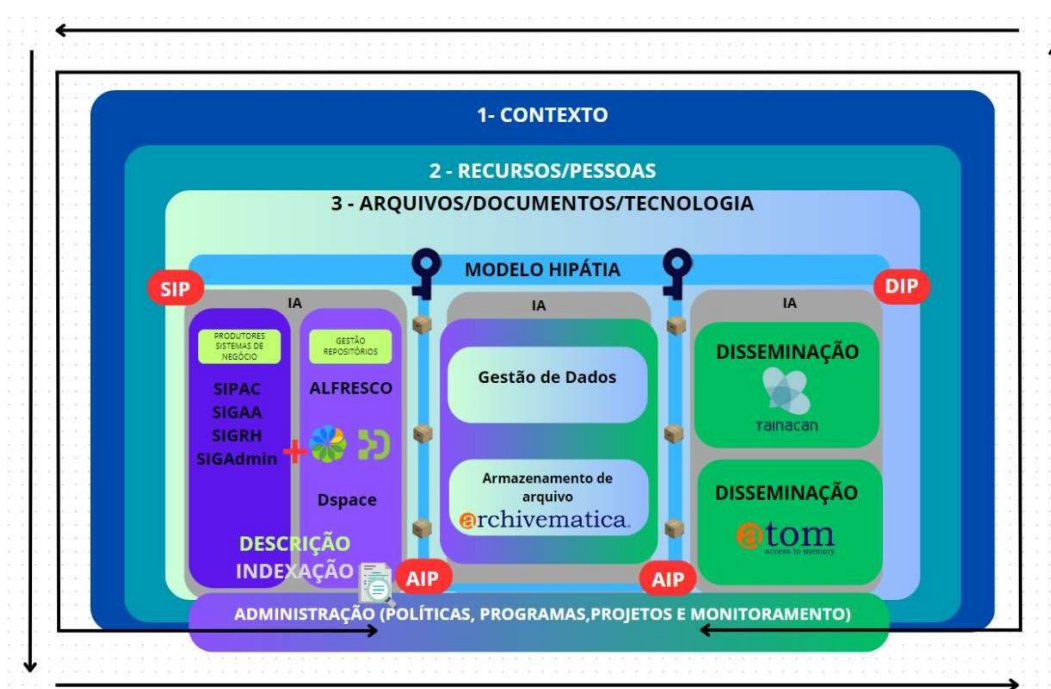 1- CONTEXTO
2 - RECURSOS/PESSOAS
3 - ARQUIVOS/DOCUMENTOS/TECNOLOGIA
MODELO HIPÁTIA
SIP
DIP
IA
PRODUTORES
SISTEMAS DE
NEGÓCIO
SIPAC
SIGAA
SIGRH
SIGAdmin
+
GESTÃO
REPOSITÓRIOS
ALFRESCO
Dspace
DESCRIÇÃO
INDEXAÇÃO
AIP
IA
Gestão de Dados
Armazenamento de
arquivo
archivematica.
AIP
IA
DISSEMINAÇÃO
TAINACAN
DISSEMINAÇÃO
atom
access to memory
ADMINISTRAÇÃO (POLÍTICAS, PROGRAMAS,PROJETOS E MONITORAMENTO)